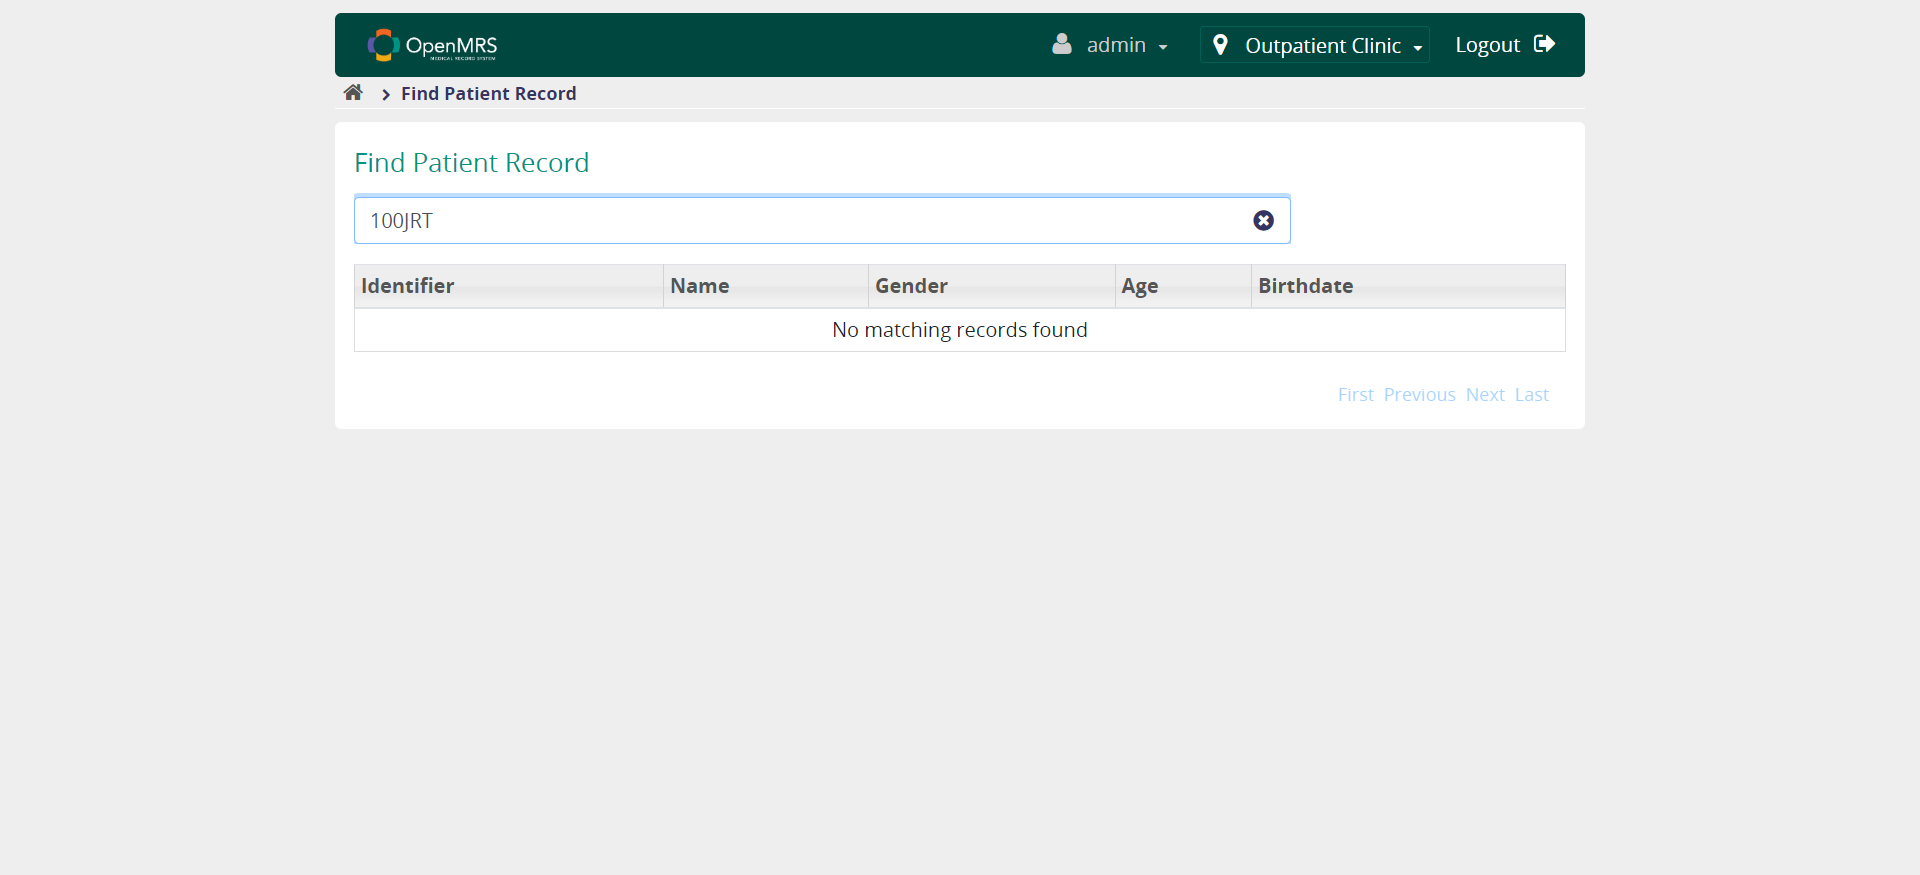 OpenMRS
MEDICAL RECORD SYSTEM
admin
Outpatient Clinic
Logout
Find Patient Record
Find Patient Record
100JRT
Identifier Name Gender Age Birthdate
No matching records found
First Previous Next Last